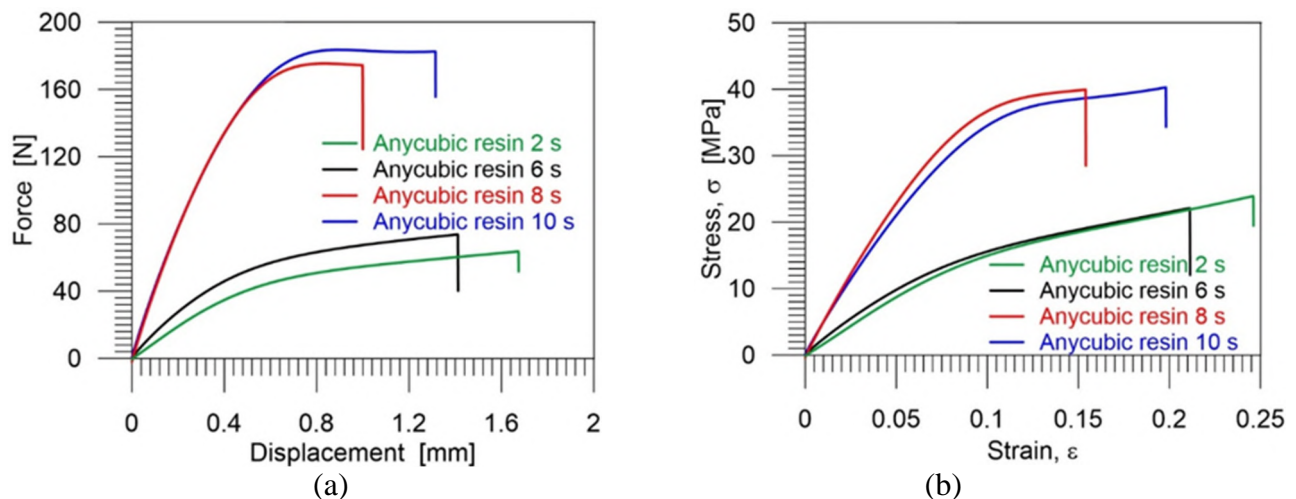 200
160
120
80
40
0
Force [N]
Anycubic resin 2 s
Anycubic resin 6 s
Anycubic resin 8 s
Anycubic resin 10 s
0 0.4 0.8 1.2 1.6 2
Displacement [mm]
(a)
50
40
30
20
10
0
Stress, σ [MPa]
Anycubic resin 2 s
Anycubic resin 6 s
Anycubic resin 8 s
Anycubic resin 10 s
0 0.05 0.1 0.15 0.2 0.25
Strain, ε
(b)